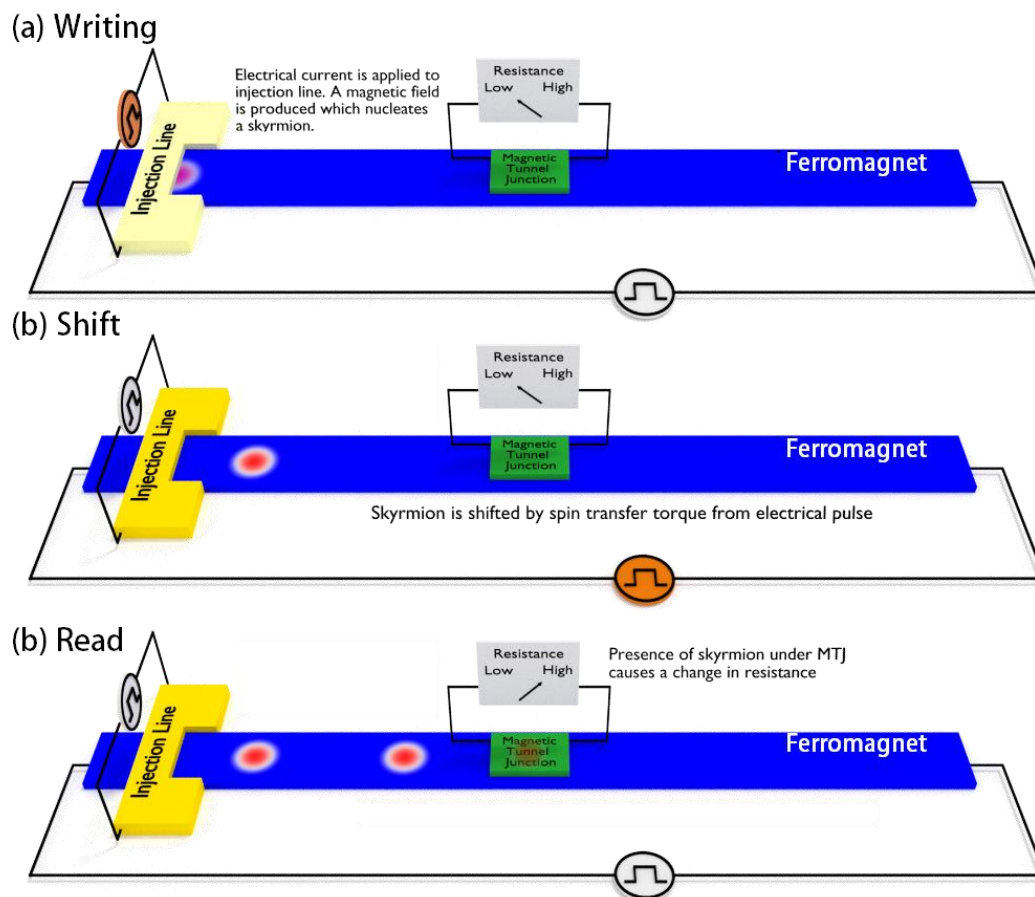 (a) Writing
Electrical current is applied to
injection line. A magnetic field
is produced which nucleates
a skyrmion.
Resistance
Low High
Injection Line
Magnetic
Tunnel
Junction
Ferromagnet
(b) Shift
Resistance
Low High
Injection Line
Magnetic
Tunnel
Junction
Ferromagnet
Skyrmion is shifted by spin transfer torque from electrical pulse
(b) Read
Resistance
Low High
Presence of skyrmion under MTJ
causes a change in resistance
Injection Line
Magnetic
Tunnel
Junction
Ferromagnet